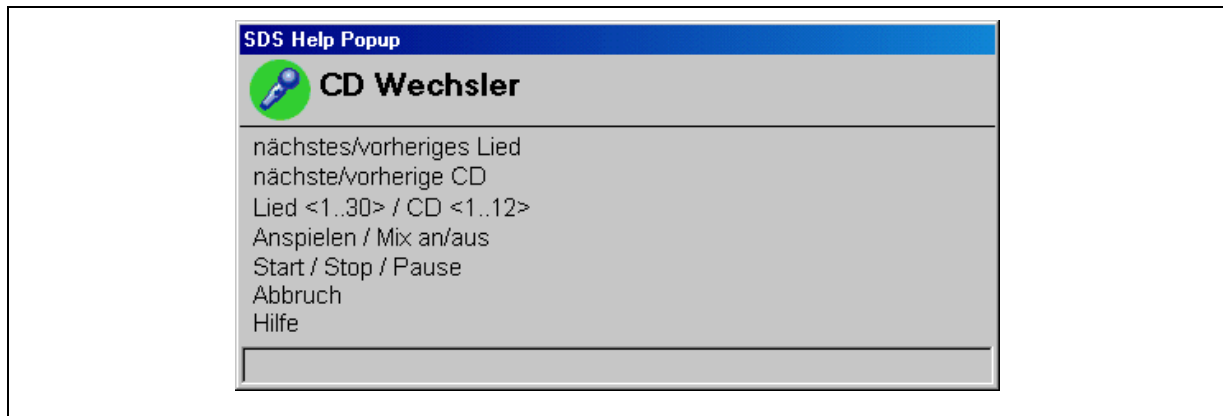 SDS Help Popup
CD Wechsler
nächstes/vorheriges Lied
nächste/vorherige CD
Lied <1..30> / CD <1..12>
Anspielen / Mix an/aus
Start / Stop / Pause
Abbruch
Hilfe